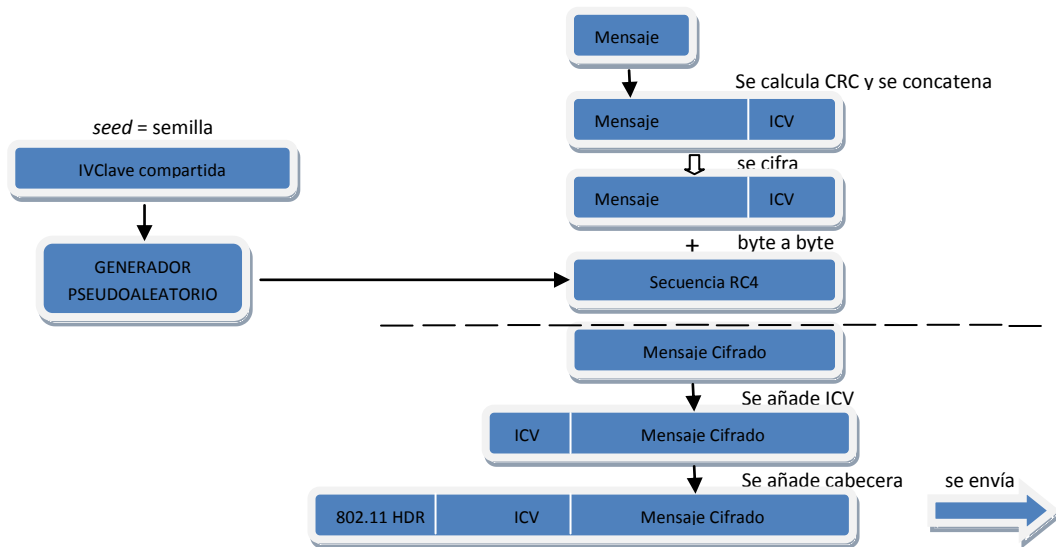 Mensaje
Se calcula CRC y se concatena
Mensaje ICV
seed = semilla
IVClave compartida
se cifra
Mensaje ICV
+ byte a byte
GENERADOR
PSEUDOALEATORIO
Secuencia RC4
Mensaje Cifrado
Se añade ICV
ICV Mensaje Cifrado
Se añade cabecera
se envía
802.11 HDR ICV Mensaje Cifrado